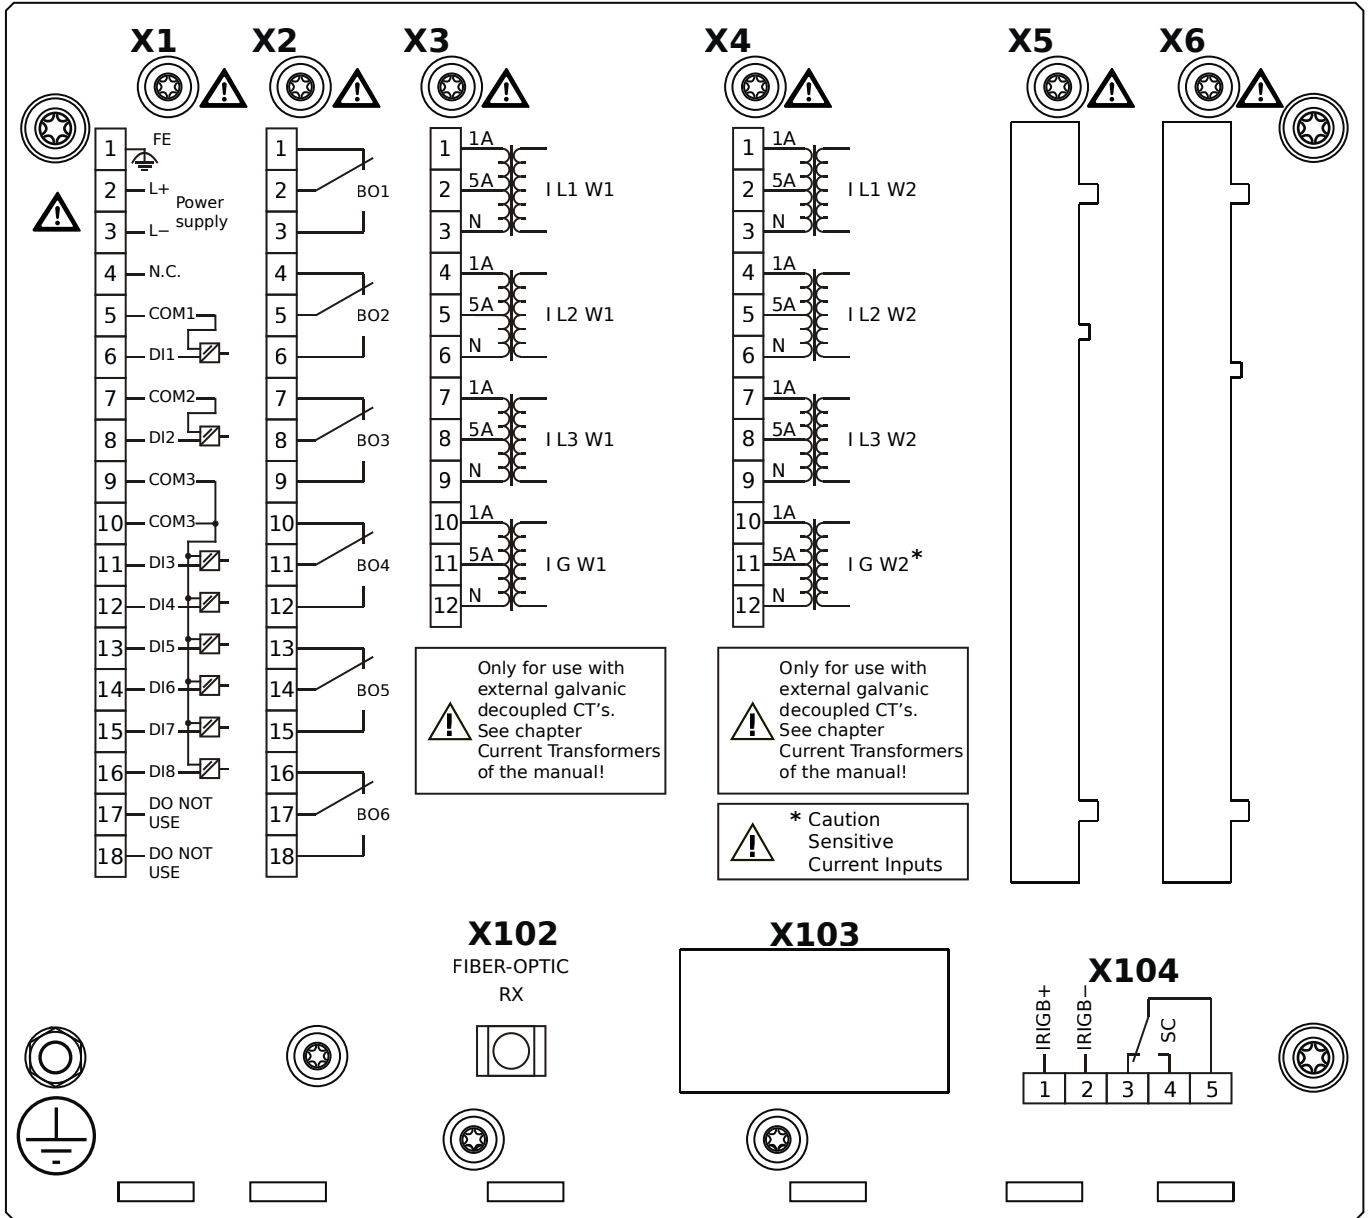 X1 X2 X3 X4 X5 X6
1 FE
2 L+
Power
supply
3 L−
4 N.C.
5 COM1
6 DI1
7 COM2
8 DI2
9 COM3
10 COM3
11 DI3
12 DI4
13 DI5
14 DI6
15 DI7
16 DI8
17 DO NOT
USE
18 DO NOT
USE
1
2 BO1
3
4
5 BO2
6
7
8 BO3
9
10
11 BO4
12
13
14 BO5
15
16
17 BO6
18
1 1A
2 5A I L1 W1
3 N
4 1A
5 5A I L2 W1
6 N
7 1A
8 5A I L3 W1
9 N
10 1A
11 5A I G W1
12 N
Only for use with
external galvanic
decoupled CT's.
See chapter
Current Transformers
of the manual!
1 1A
2 5A I L1 W2
3 N
4 1A
5 5A I L2 W2
6 N
7 1A
8 5A I L3 W2
9 N
10 1A
11 5A I G W2*
12 N
Only for use with
external galvanic
decoupled CT's.
See chapter
Current Transformers
of the manual!
* Caution
Sensitive
Current Inputs
X102
FIBER-OPTIC
RX
X103
X104
IRIGB+
IRIGB−
SC
1 2 3 4 5